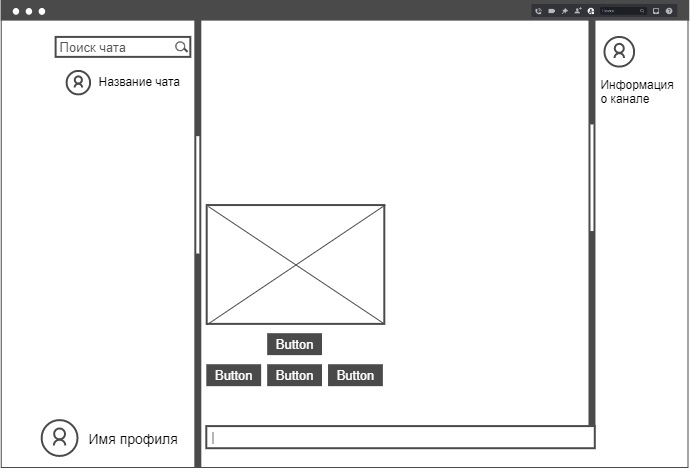 Поиск чата
Название чата
Информация
о канале
Button
Button
Button
Button
Имя профиля